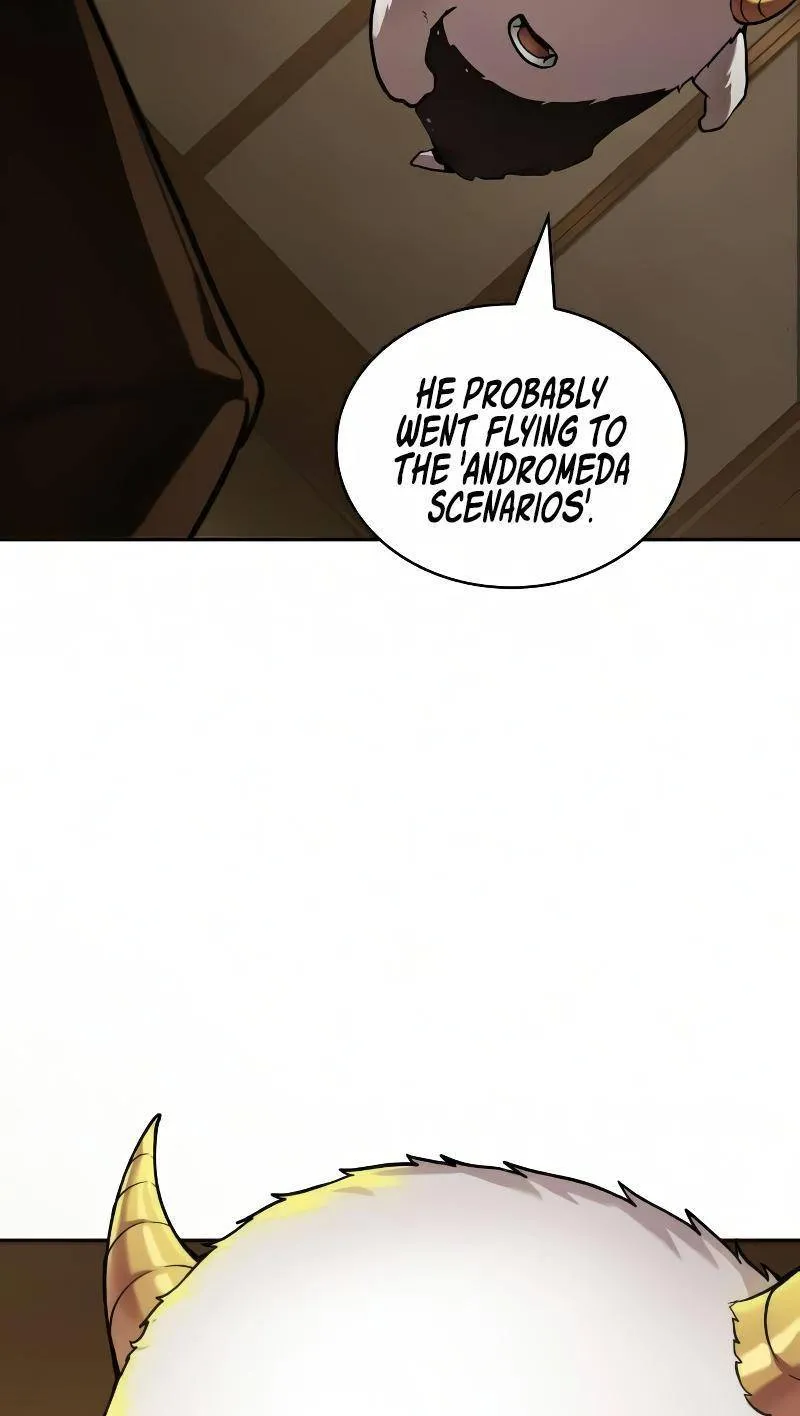 HE PROBABLY
WENT FLYING TO
THE 'ANDROMEDA
SCENARIOS'.